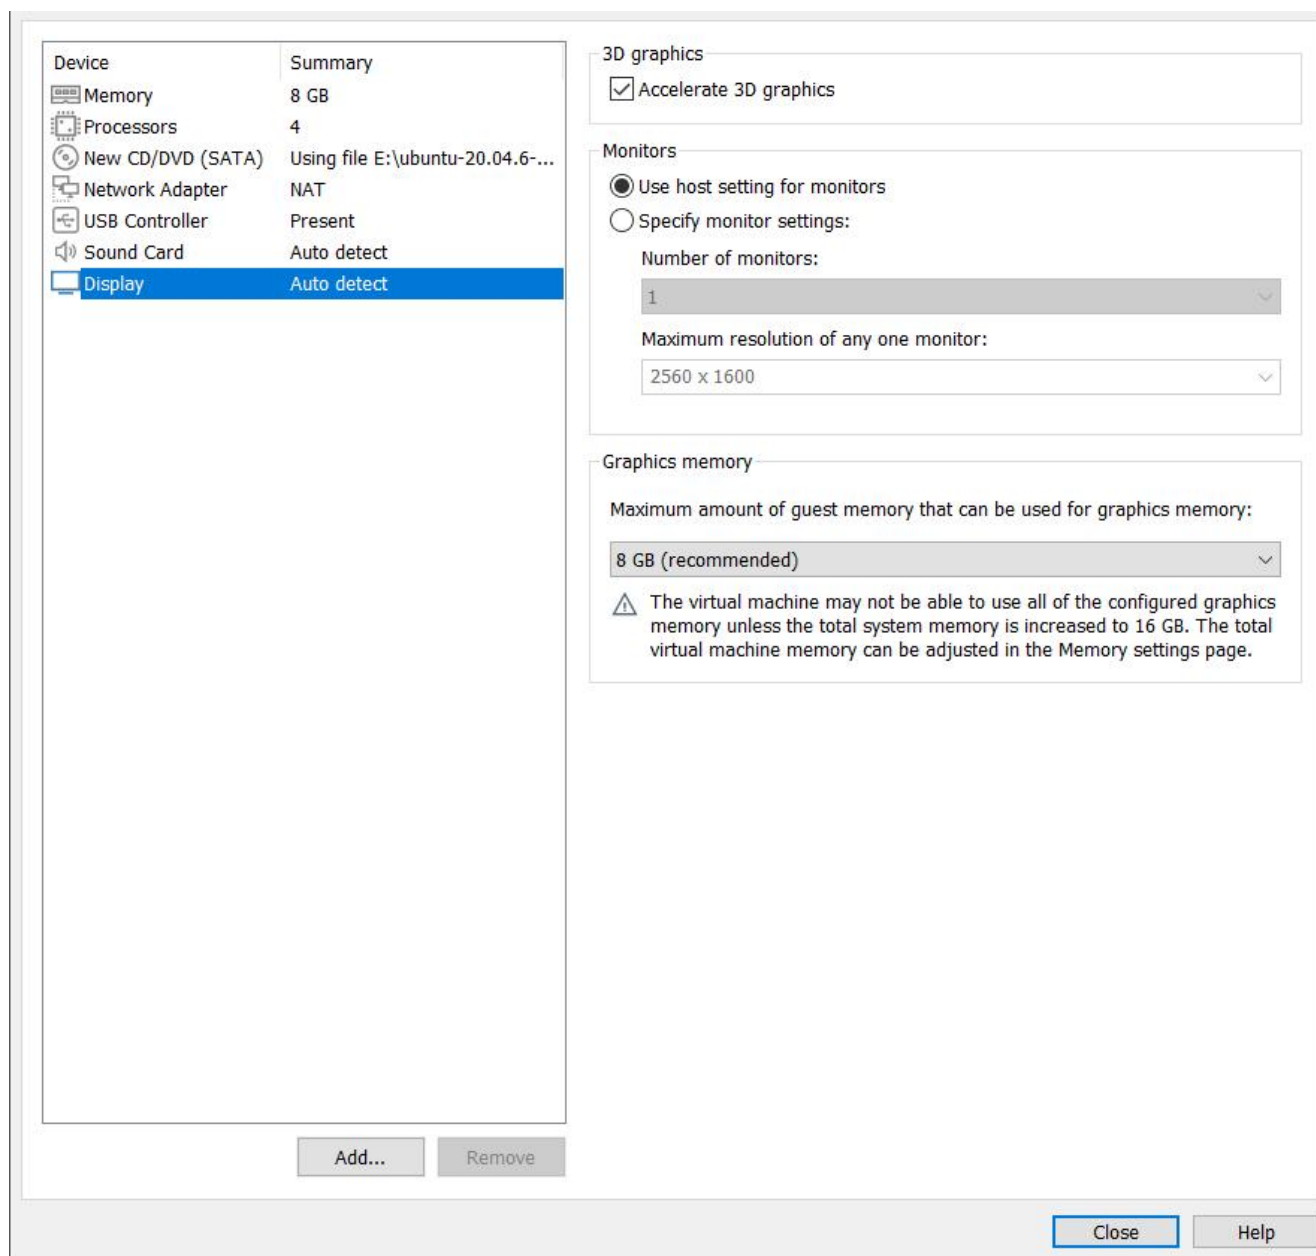 Device Summary
Memory 8 GB
Processors 4
New CD/DVD (SATA) Using file E:\ubuntu-20.04.6-...
Network Adapter NAT
USB Controller Present
Sound Card Auto detect
Display Auto detect
Add... Remove
3D graphics
Accelerate 3D graphics
Monitors
Use host setting for monitors
Specify monitor settings:
Number of monitors:
1
Maximum resolution of any one monitor:
2560 x 1600
Graphics memory
Maximum amount of guest memory that can be used for graphics memory:
8 GB (recommended)
The virtual machine may not be able to use all of the configured graphics
memory unless the total system memory is increased to 16 GB. The total
virtual machine memory can be adjusted in the Memory settings page.
Close Help